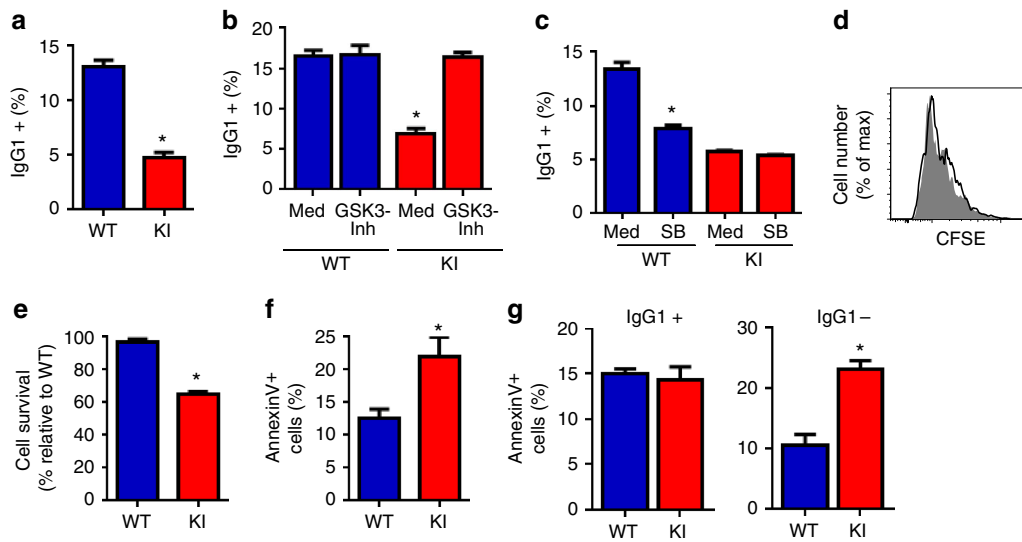 a
IgG1 + (%)
15
10
5
0
*
WT
KI
b
IgG1 + (%)
20
15
10
5
0
*
Med
GSK3-
Inh
Med
GSK3-
Inh
WT
KI
c
IgG1 + (%)
15
10
5
0
*
Med
SB
Med
SB
WT
KI
d
Cell number
(% of max)
CFSE
e
Cell survival
(% relative to WT)
100
80
60
40
20
0
*
WT
KI
f
AnnexinV+
cells (%)
25
20
15
10
5
0
*
WT
KI
g
IgG1 +
AnnexinV+
cells (%)
20
15
10
5
0
WT
KI
IgG1 –
30
20
10
0
*
WT
KI